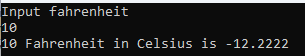 Input fahrenheit
10
10 Fahrenheit in Celsius is -12.2222